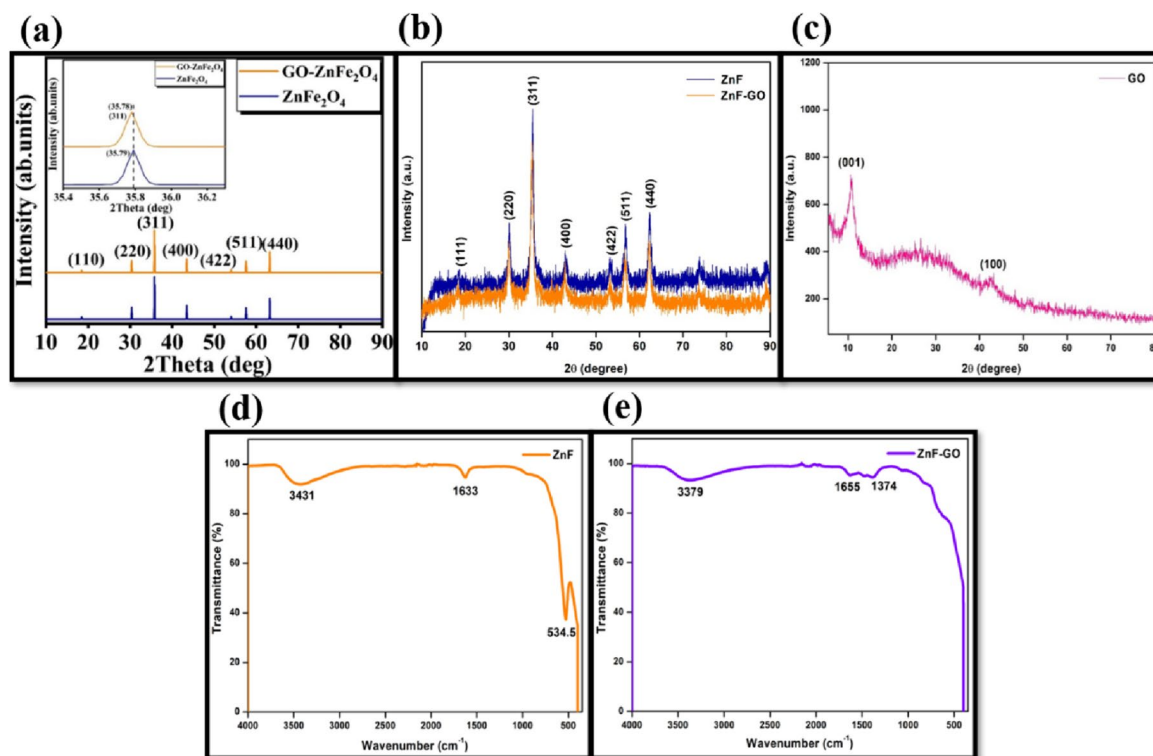 (a)
GO-ZnFe₂O₄
ZnFe₂O₄
GO-ZnFe₂O₄
ZnFe₂O₄
(35.78)
(311)
(35.79)
Intensity (ab.units)
35.4 35.6 35.8 36.0 36.2
2Theta (deg)
(110) (220) (311) (400) (422) (511) (440)
Intensity (ab.units)
10 20 30 40 50 60 70 80 90
2Theta (deg)
(b)
ZnF
ZnF-GO
(111) (220) (311) (400) (422) (511) (440)
Intensity (a.u.)
10 20 30 40 50 60 70 80 90
2θ (degree)
(c)
GO
1200
1000
800
600
400
200
(001)
(100)
Intensity (a.u.)
10 20 30 40 50 60 70 80
2θ (degree)
(d)
ZnF
100
80
60
40
20
0
3431
1633
534.5
Transmittance (%)
4000 3500 3000 2500 2000 1500 1000 500
Wavenumber (cm⁻¹)
(e)
ZnF-GO
100
80
60
40
20
0
3379
1655
1374
Transmittance (%)
4000 3500 3000 2500 2000 1500 1000 500
Wavenumber (cm⁻¹)